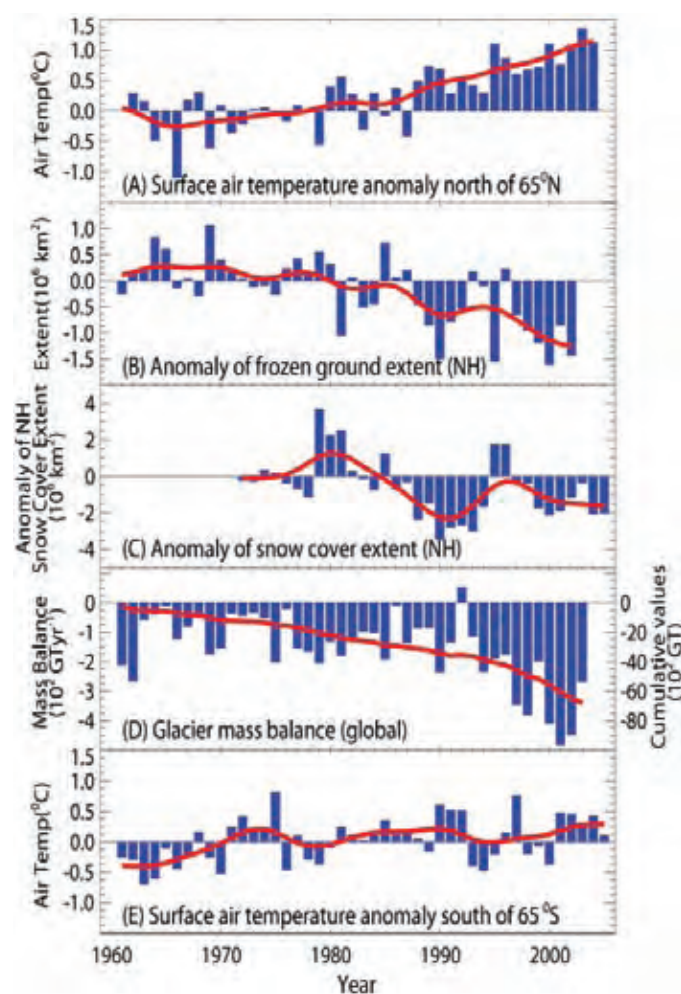 Air Temp(⁰C)
1.5
1.0
0.5
0.0
-0.5
-1.0
(A) Surface air temperature anomaly north of 65⁰N
Extent(10⁶ km²)
1.0
0.5
0.0
-0.5
-1.0
-1.5
(B) Anomaly of frozen ground extent (NH)
Anomaly of NH
Snow Cover Extent
(10⁶ km²)
4
2
0
-2
-4
(C) Anomaly of snow cover extent (NH)
Mass Balance
(10² GTyr⁻¹)
0
-1
-2
-3
-4
(D) Glacier mass balance (global)
0
-20
-40
-60
-80
Cumulative values
(10² GT)
Air Temp(⁰C)
1.5
1.0
0.5
0.0
-0.5
-1.0
(E) Surface air temperature anomaly south of 65⁰S
1960 1970 1980 1990 2000
Year